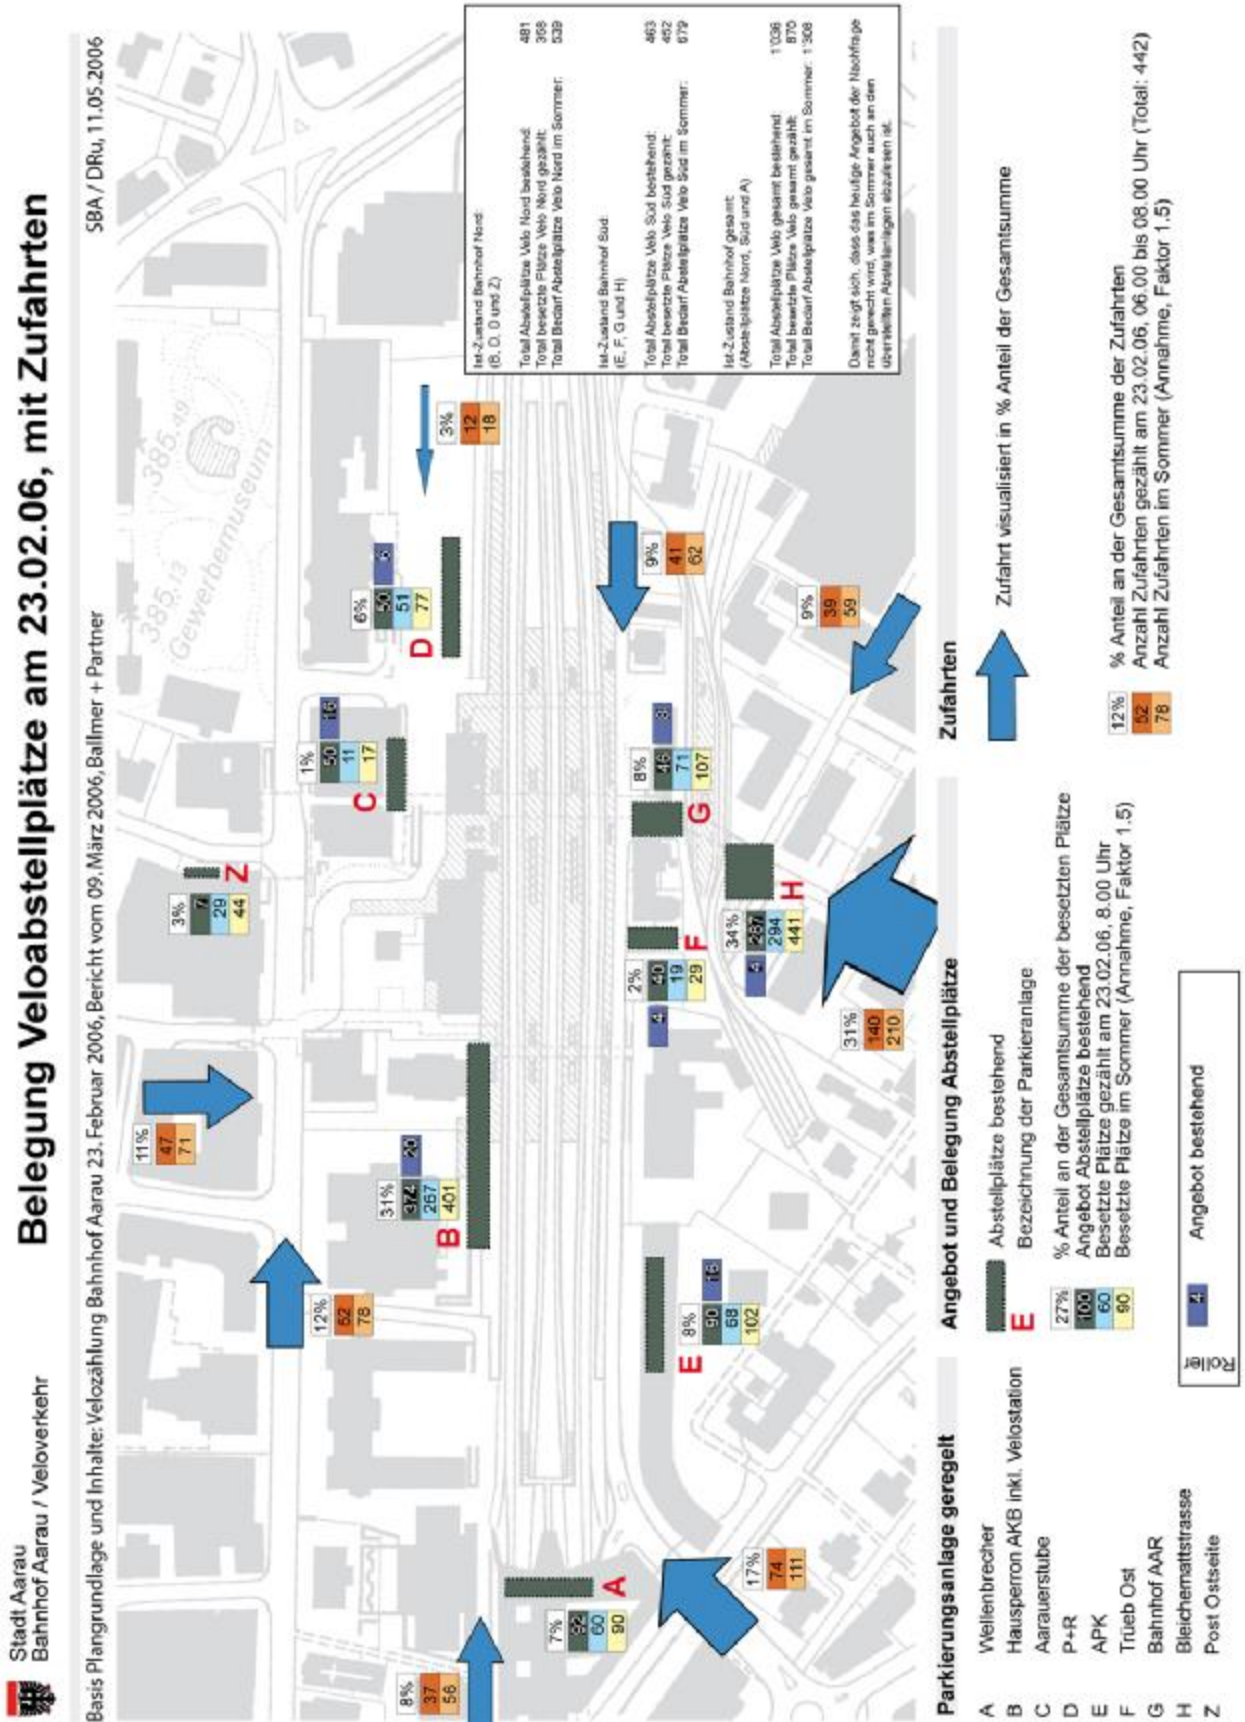 Stadt Aarau
Bahnhof Aarau / Veloverkehr
Belegung Veloabstellplätze am 23.02.06, mit Zufahrten
Basis Plangrundlage und Inhalte: Velozählung Bahnhof Aarau 23. Februar 2006, Bericht vom 09. März 2006, Ballmer + Partner
SBA / DRu, 11.05.2006
385.49
385.13
Gewerbemuseum
11%
47
71
3%
7
29
44
Z
12%
52
78
31%
374
20
267
401
B
1%
50
16
11
17
C
6%
50
51
77
D
3%
12
18
8%
37
56
7%
60
90
A
17%
74
111
8%
90
16
68
102
E
2%
40
4
19
29
F
8%
46
71
107
G
34%
287
4
294
441
H
31%
140
210
9%
41
62
9%
39
59
Ist-Zustand Bahnhof Nord:
Total Abstellplätze Velo Nord bestehend: 481
Total besetzte Plätze Velo Nord gezählt: 358
Total Bedarf Abstellplätze Velo Nord im Sommer: 539
Ist-Zustand Bahnhof Süd:
(E, F, G und H)
Total Abstellplätze Velo Süd bestehend: 463
Total besetzte Plätze Velo Süd gezählt: 452
Total Bedarf Abstellplätze Velo Süd im Sommer: 679
Ist-Zustand Bahnhof gesamt:
(Abstellplätze Nord, Süd und A)
Total Abstellplätze Velo gesamt bestehend: 1'036
Total besetzte Plätze Velo gesamt gezählt: 870
Total Bedarf Abstellplätze Velo gesamt im Sommer: 1'308
Damit zeigt sich, dass das heutige Angebot der Nachfrage
nicht gerecht wird, was im Sommer auch an den
überstellten Abstellanlagen abzulesen ist.
Parkierungsanlage geregelt
A Wellenbrecher
B Hausperron AKB inkl. Velostation
C Aarauerstube
D P+R
E APK
F Trüeb Ost
G Bahnhof AAR
H Bleichemattstrasse
Z Post Ostseite
Angebot und Belegung Abstellplätze
Abstellplätze bestehend
E Bezeichnung der Parkieranlage
27% % Anteil an der Gesamtsumme der besetzten Plätze
100 Angebot Abstellplätze bestehend
60 Besetzte Plätze gezählt am 23.02.06, 8.00 Uhr
90 Besetzte Plätze im Sommer (Annahme, Faktor 1.5)
Roller
4 Angebot bestehend
Zufahrten
Zufahrt visualisiert in % Anteil der Gesamtsumme
12% % Anteil an der Gesamtsumme der Zufahrten
52 Anzahl Zufahrten gezählt am 23.02.06, 06.00 bis 08.00 Uhr (Total: 442)
78 Anzahl Zufahrten im Sommer (Annahme, Faktor 1.5)